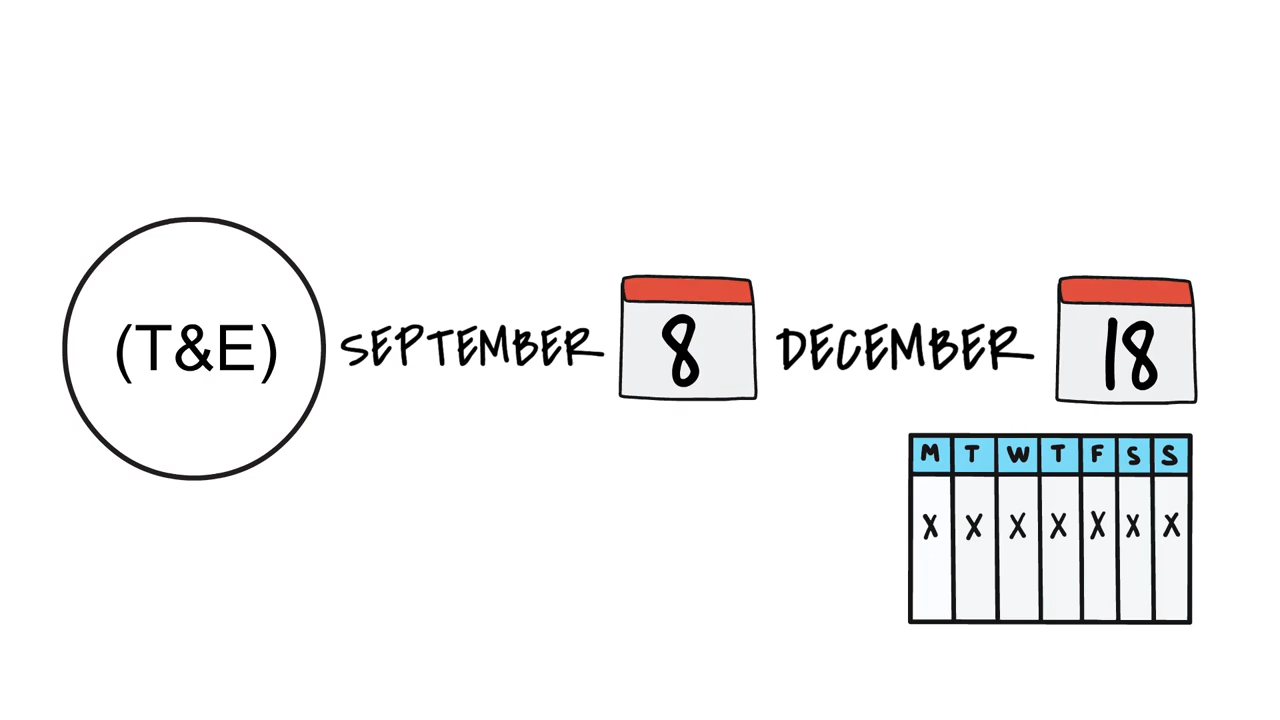 (T&E) SEPTEMBER 8 DECEMBER 18
M T W T F S S
X X X X X X X